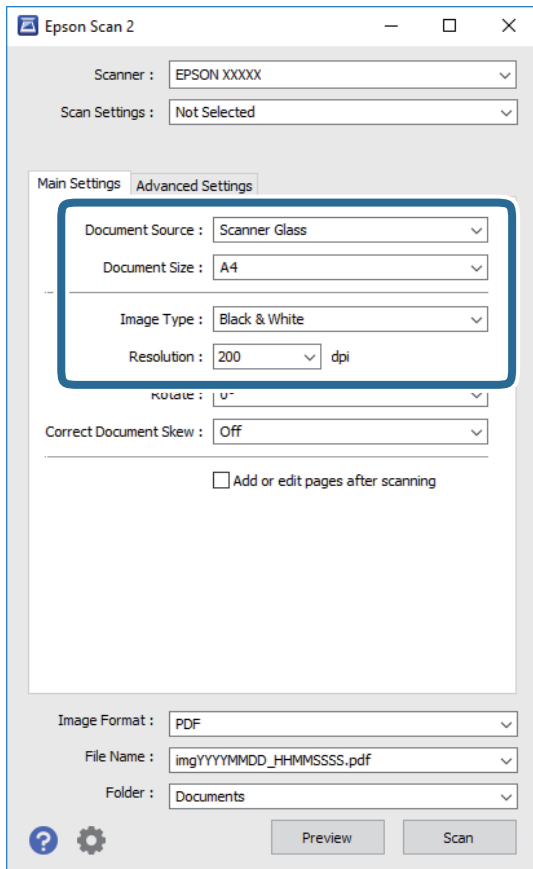 Epson Scan 2
Scanner : EPSON XXXXX
Scan Settings : Not Selected
Main Settings Advanced Settings
Document Source : Scanner Glass
Document Size : A4
Image Type : Black & White
Resolution : 200 dpi
Rotate : 0°
Correct Document Skew : Off
Add or edit pages after scanning
Image Format : PDF
File Name : imgYYYYMMDD_HHMMSSSS.pdf
Folder : Documents
? Preview Scan